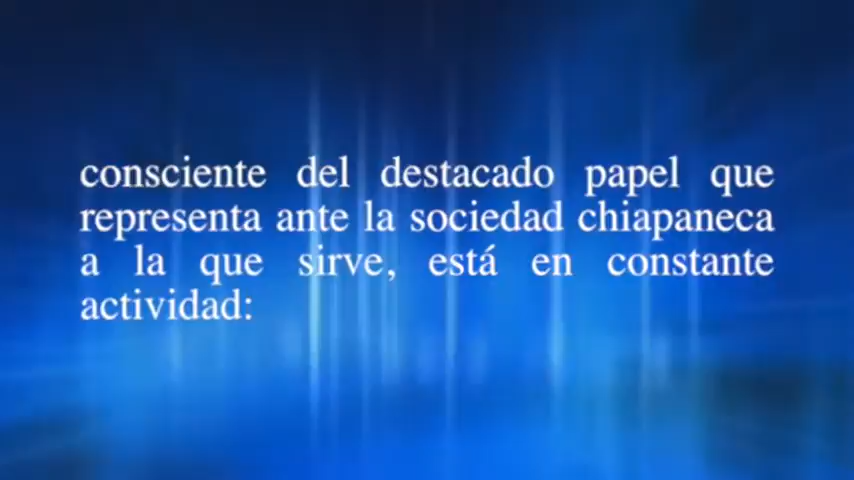 consciente del destacado papel que
representa ante la sociedad chiapaneca
a la que sirve, está en constante
actividad: